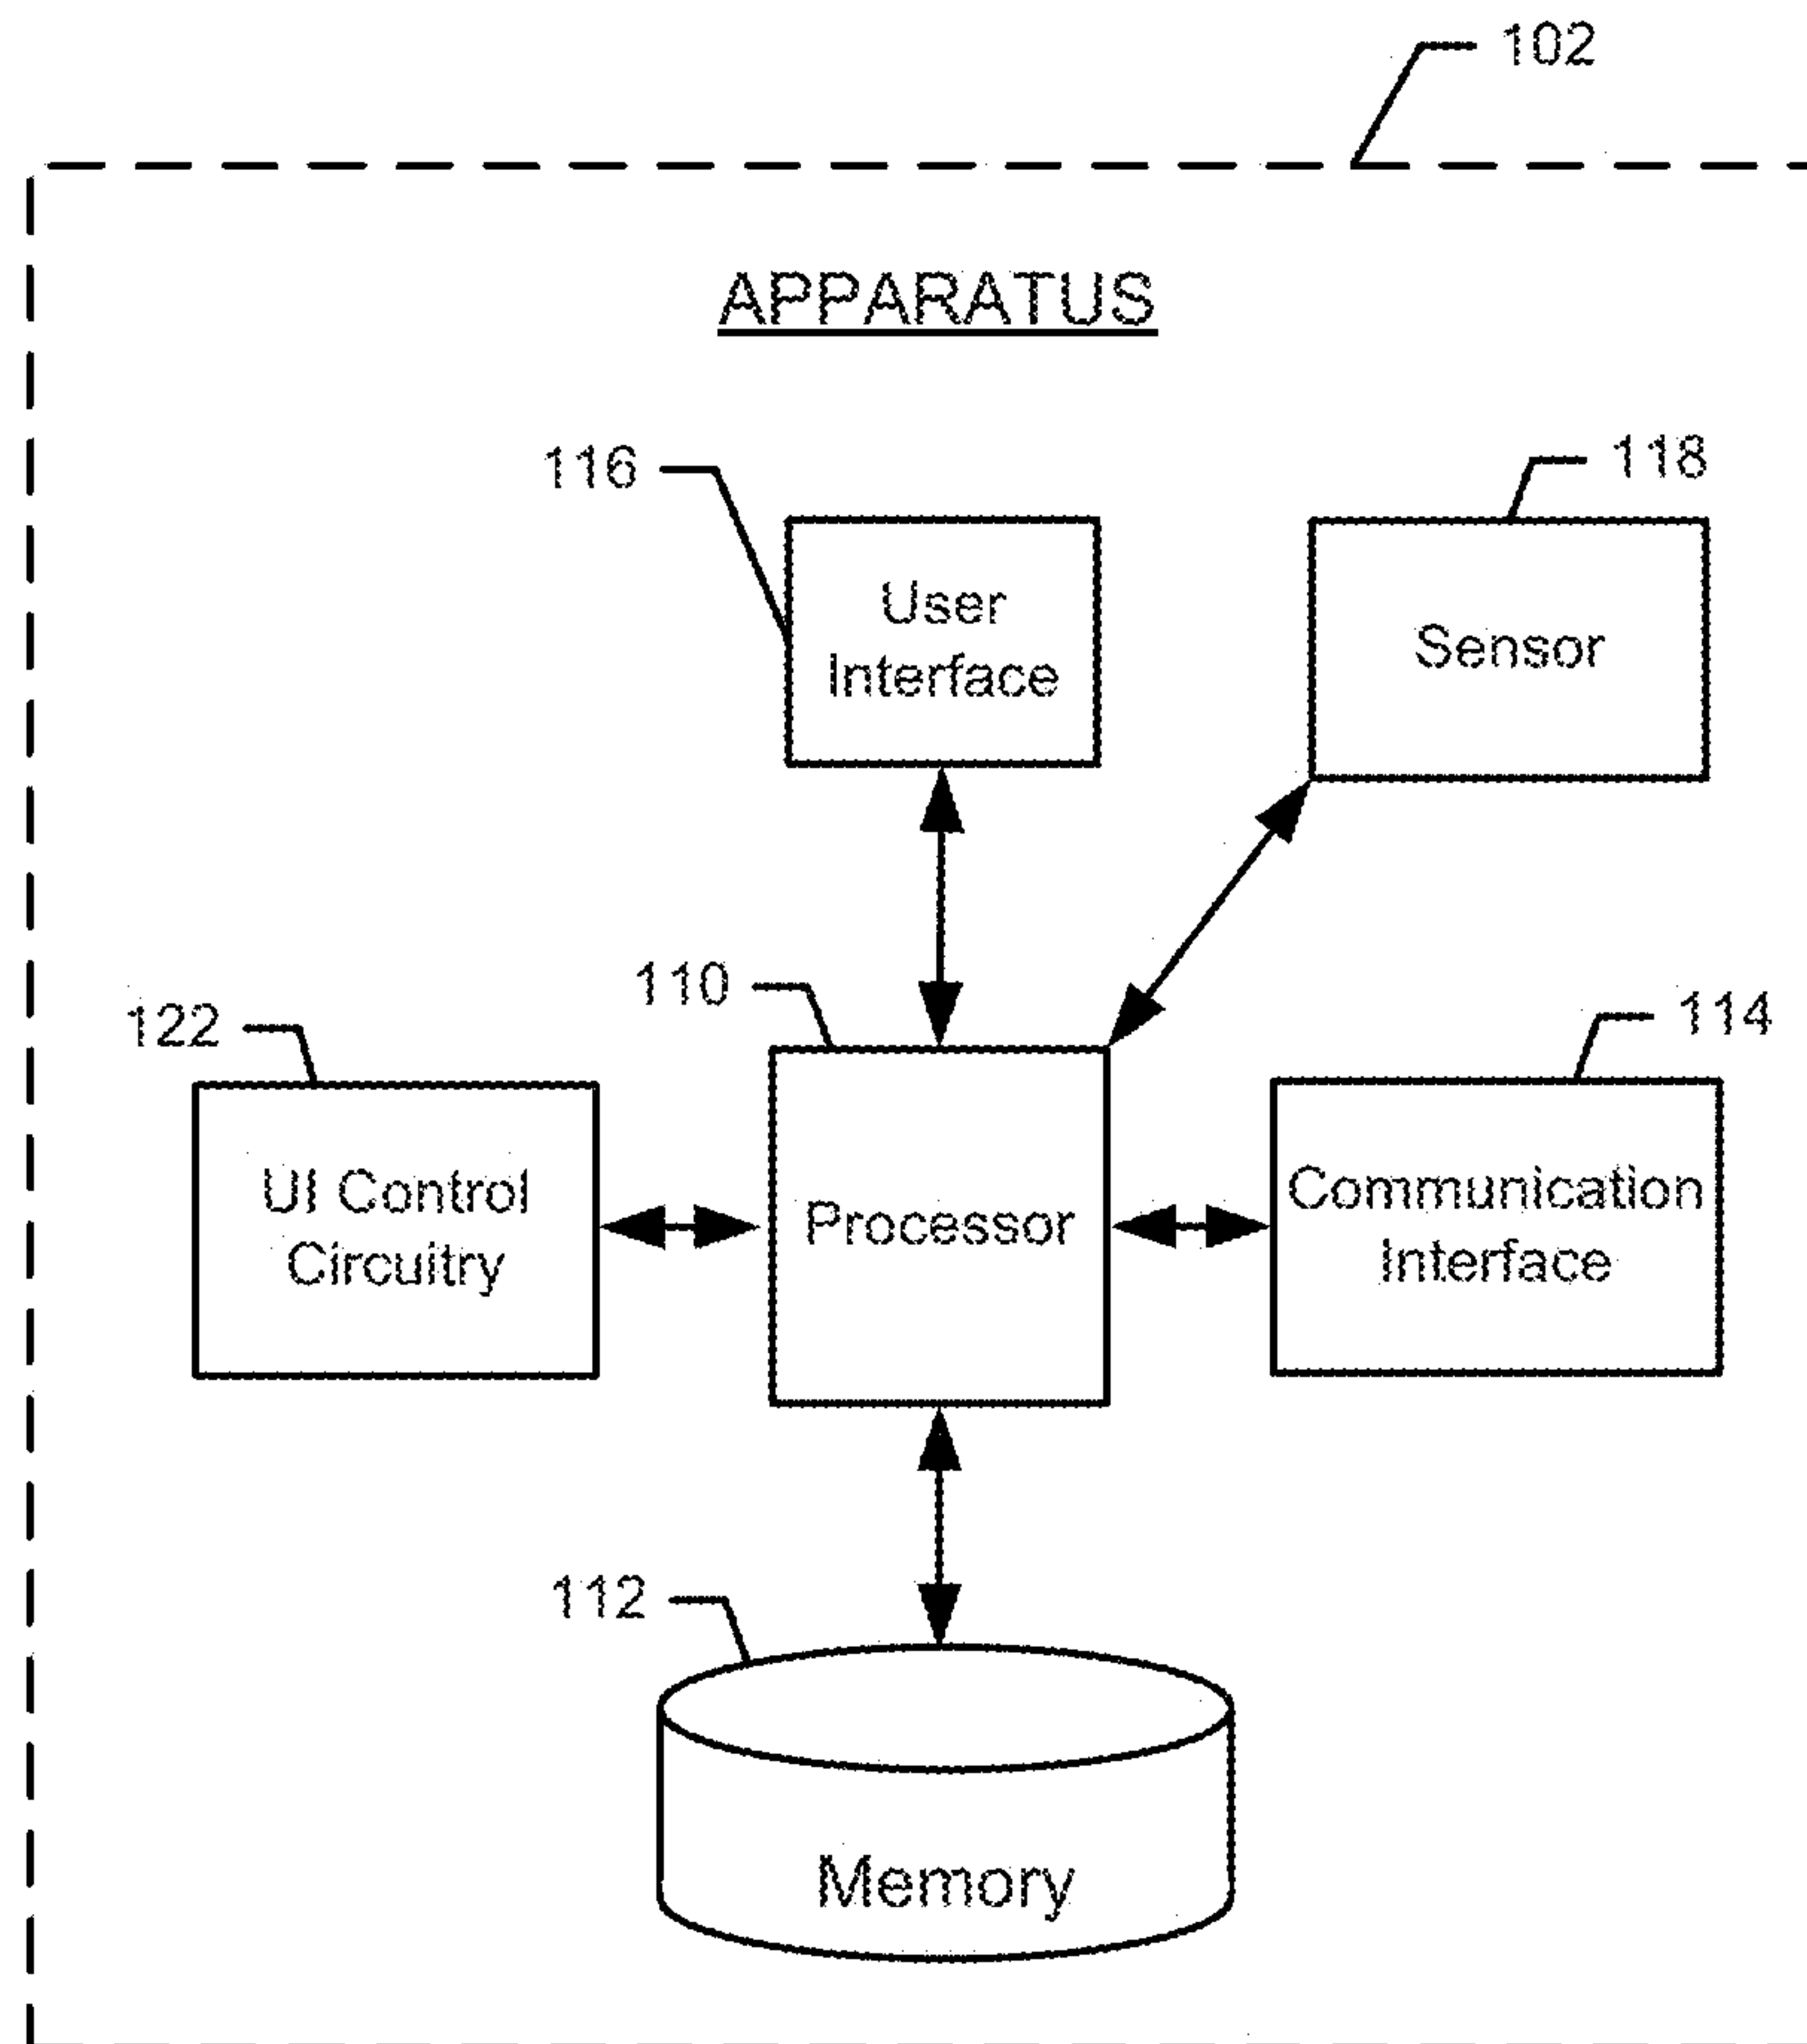 102
APPARATUS
116
118
User
Interface
Sensor
110
122
114
UI Control
Circuitry
Processor
Communication
Interface
112
Memory